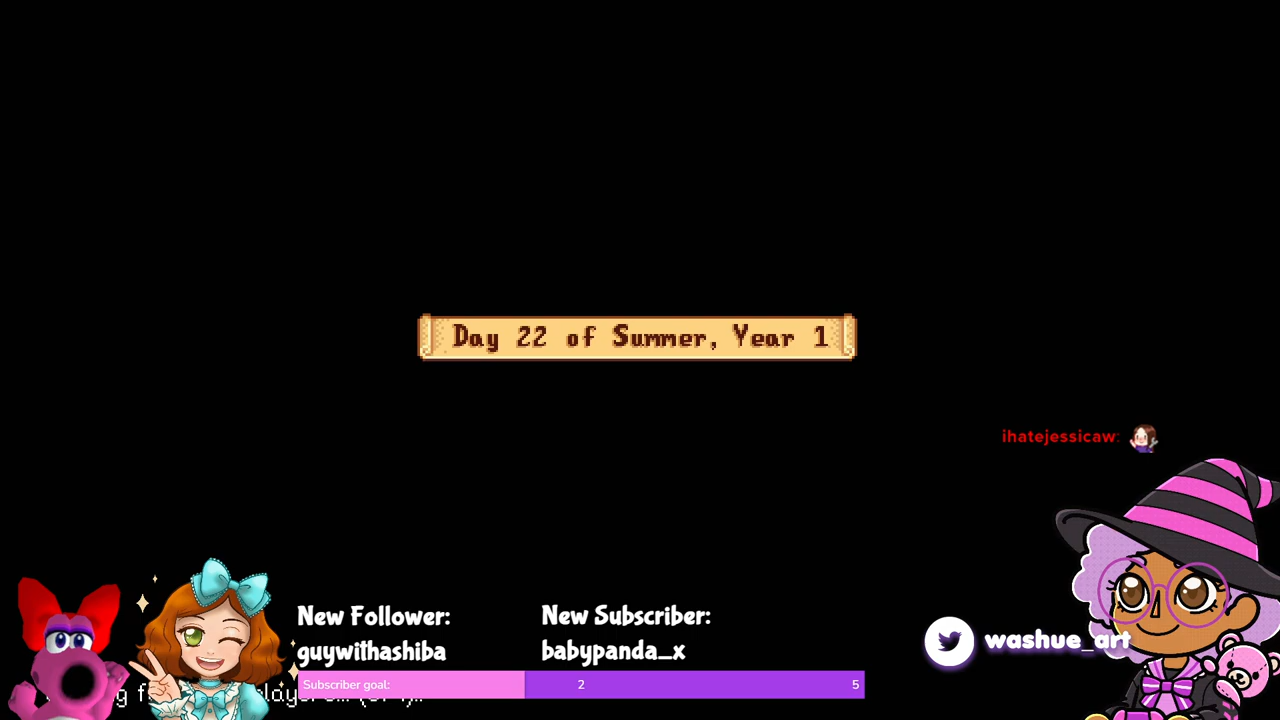 Day 22 of Summer, Year 1
ihatejessicaw:
New Follower:
guywithashiba
New Subscriber:
babypanda_x
washue_art
Subscriber goal: 2 5